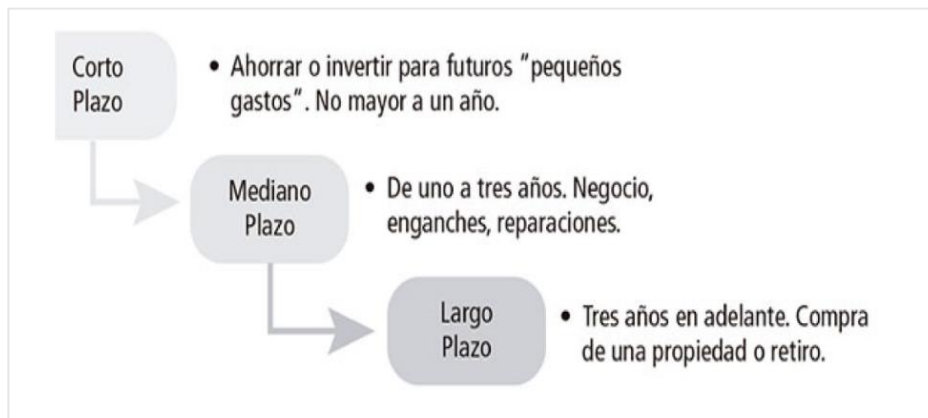 Corto
Plazo
• Ahorrar o invertir para futuros “pequeños
gastos“. No mayor a un año.
Mediano
Plazo
• De uno a tres años. Negocio,
enganches, reparaciones.
Largo
Plazo
• Tres años en adelante. Compra
de una propiedad o retiro.